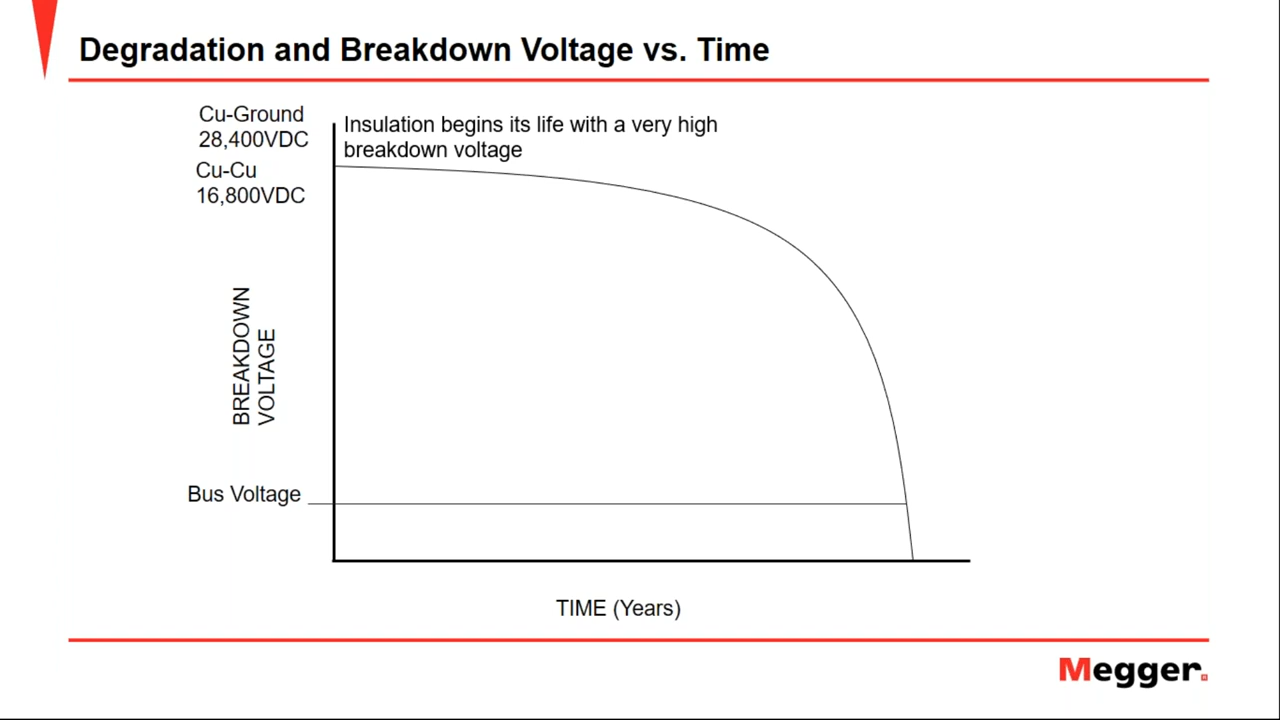 Degradation and Breakdown Voltage vs. Time
Cu-Ground
28,400VDC
Cu-Cu
16,800VDC
Insulation begins its life with a very high
breakdown voltage
BREAKDOWN
VOLTAGE
Bus Voltage
TIME (Years)
Megger.